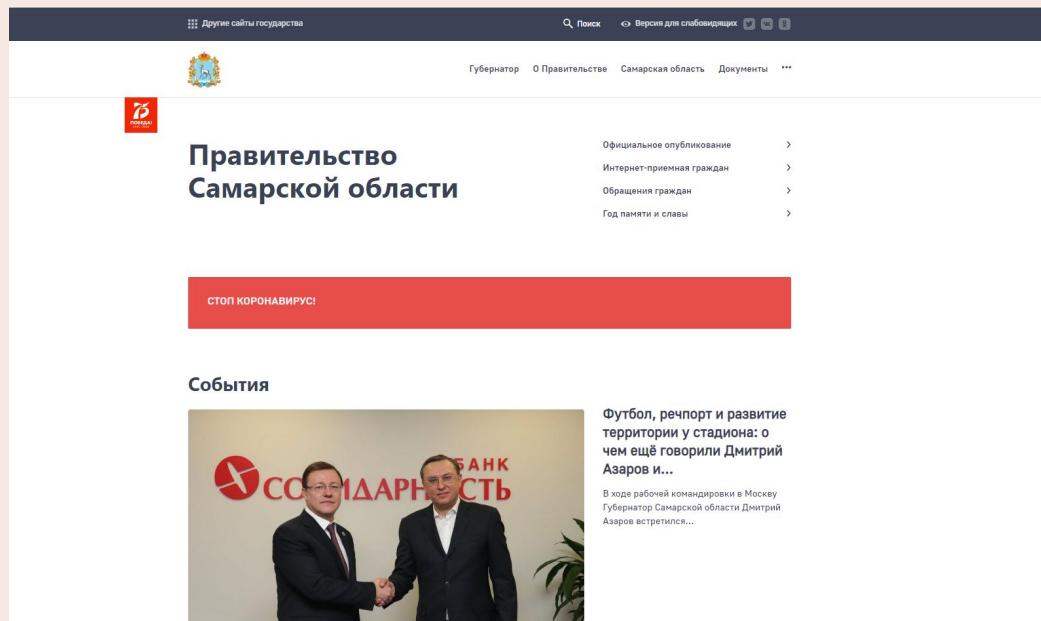 Другие сайты государства
Поиск
Версия для слабовидящих
Губернатор О Правительстве Самарская область Документы ...
75
ПОБЕДА!
Правительство
Самарской области
Официальное опубликование
Интернет-приемная граждан
Обращения граждан
Год памяти и славы
СТОП КОРОНАВИРУС!
События
БАНК
Футбол, речпорт и развитие
территории у стадиона: о
чем ещё говорили Дмитрий
Азаров и...
В ходе рабочей командировки в Москву
Губернатор Самарской области Дмитрий
Азаров встретился...